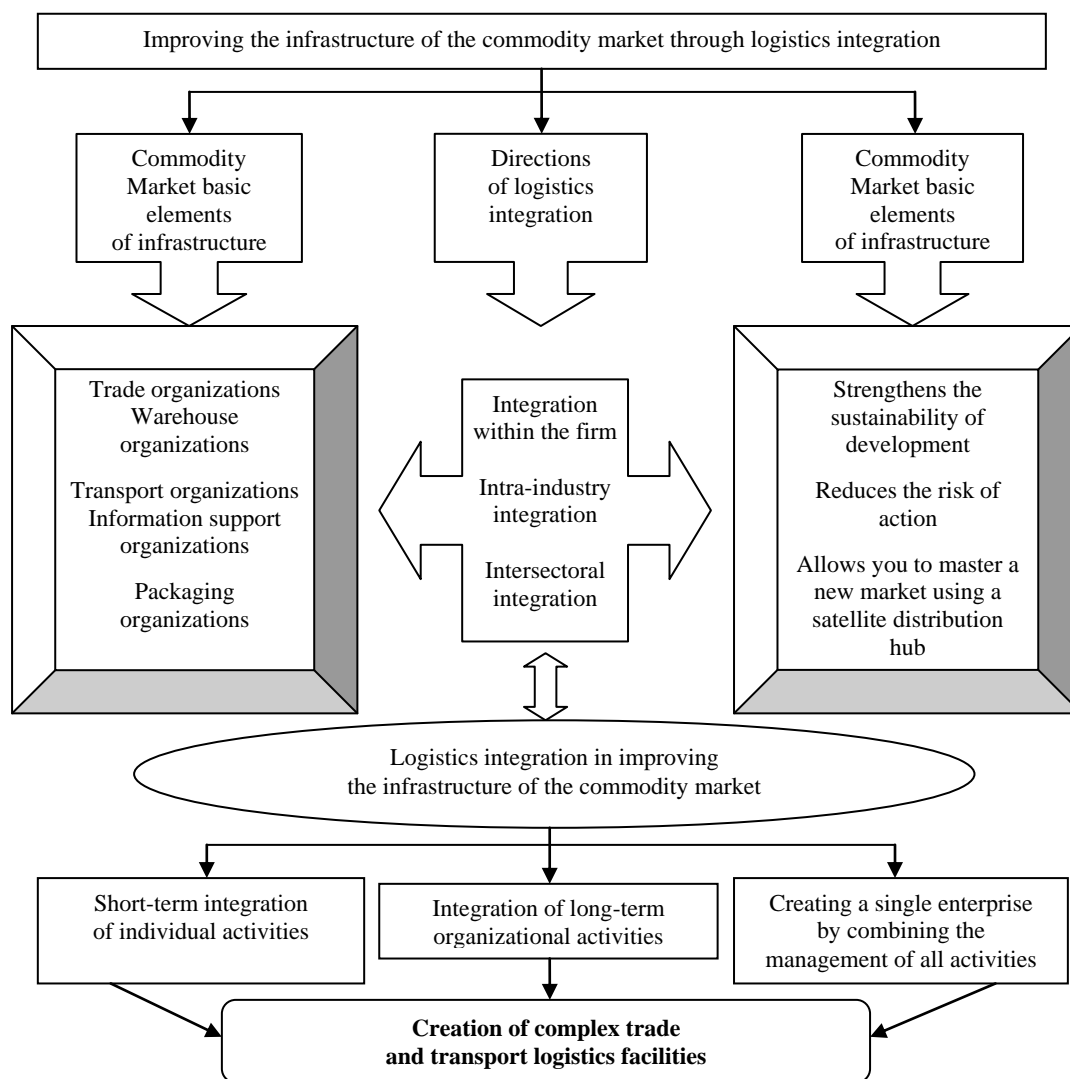 Improving the infrastructure of the commodity market through logistics integration
Commodity
Market basic
elements
of infrastructure
Directions
of logistics
integration
Commodity
Market basic
elements
of infrastructure
Trade organizations
Warehouse
organizations
Transport organizations
Information support
organizations
Packaging
organizations
Integration
within the firm
Intra-industry
integration
Intersectoral
integration
Strengthens the
sustainability of
development
Reduces the risk of
action
Allows you to master a
new market using a
satellite distribution
hub
Logistics integration in improving
the infrastructure of the commodity market
Short-term integration
of individual activities
Integration of long-term
organizational activities
Creating a single enterprise
by combining the
management of all activities
Creation of complex trade
and transport logistics facilities